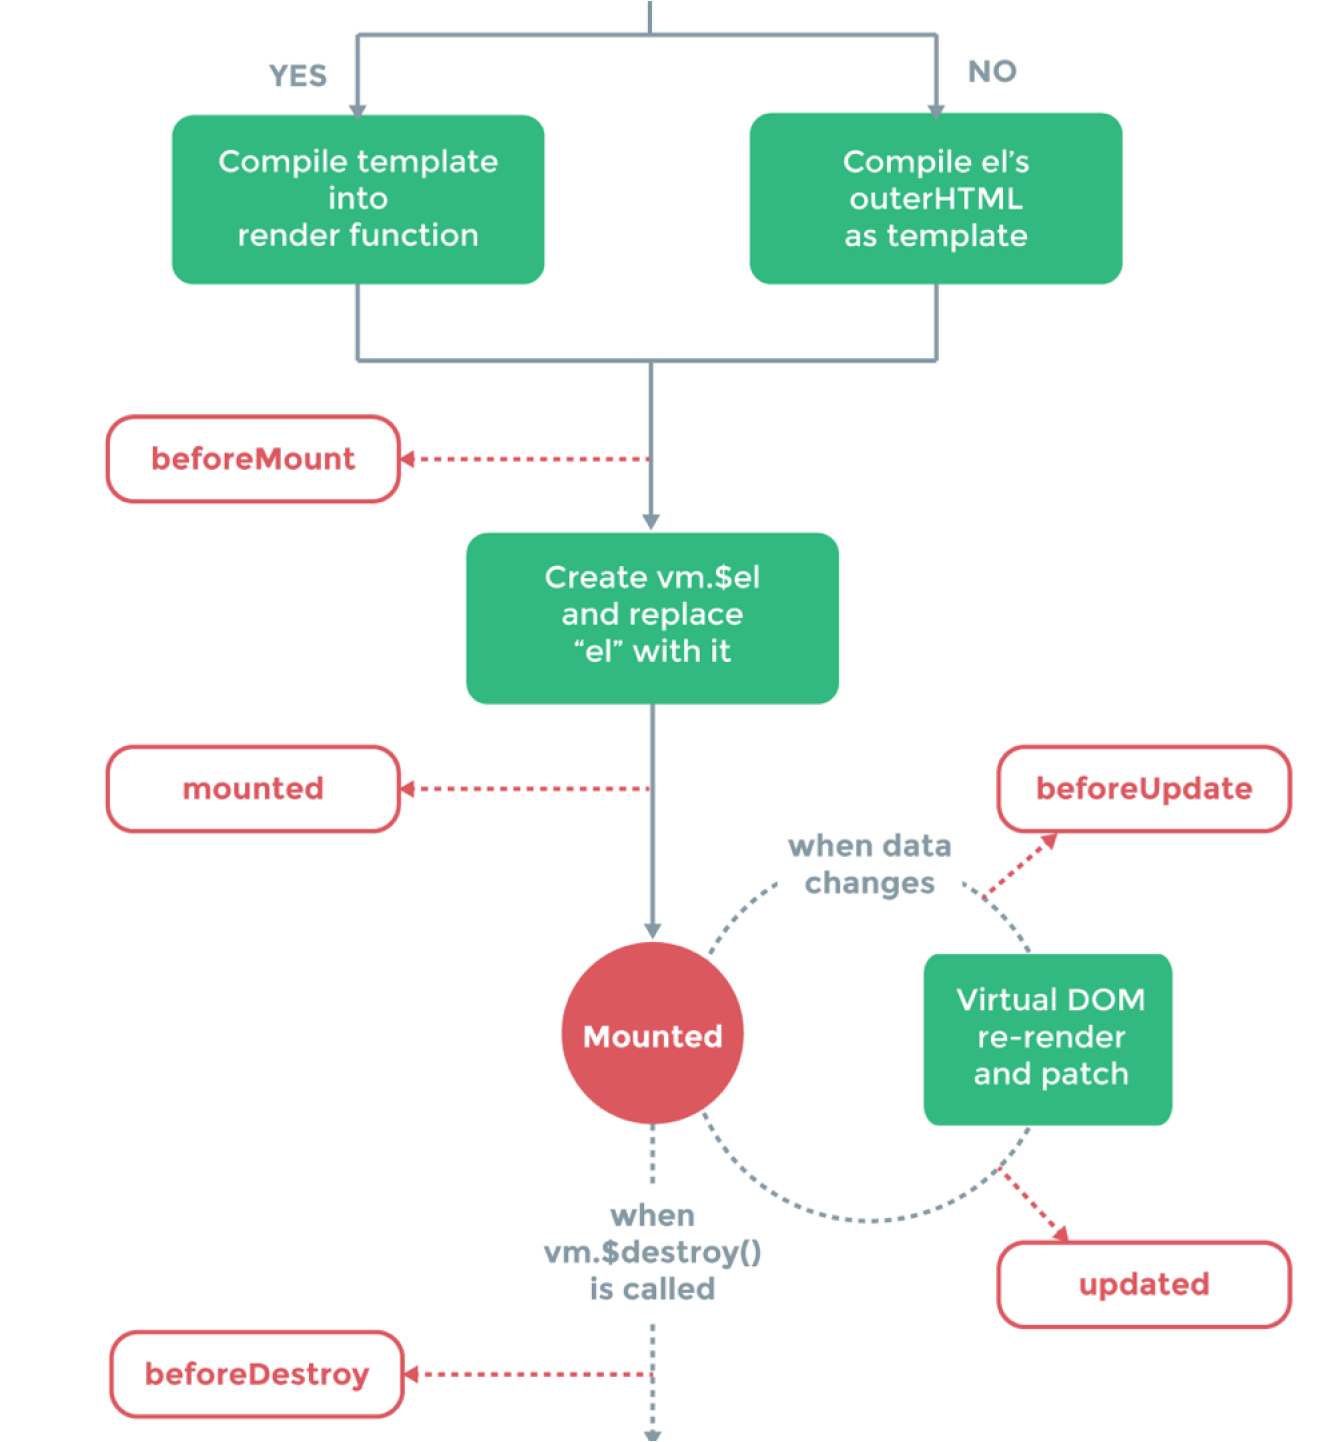 YES
NO
Compile template
into
render function
Compile el’s
outerHTML
as template
beforeMount
Create vm.$el
and replace
“el” with it
mounted
beforeUpdate
when data
changes
Mounted
Virtual DOM
re-render
and patch
when
vm.$destroy()
is called
updated
beforeDestroy